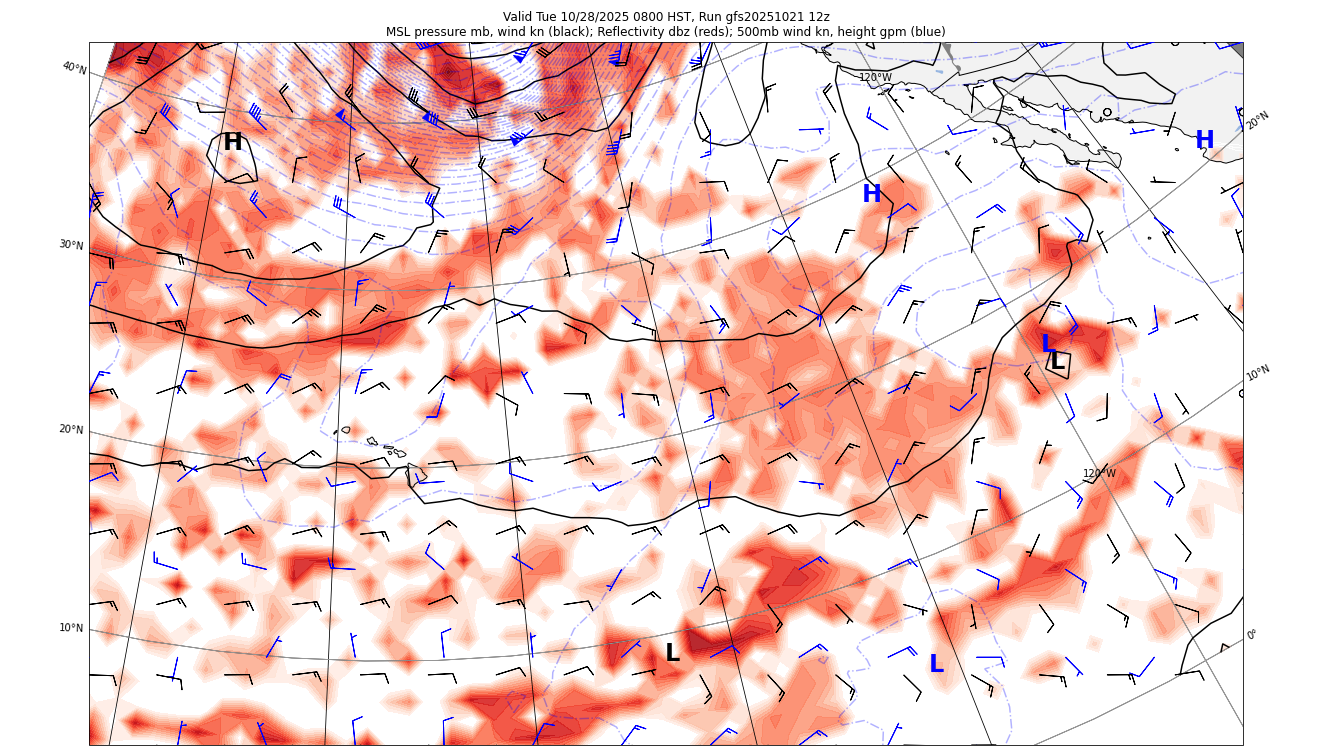 Valid Tue 10/28/2025 0800 HST, Run gfs20251021 12z
MSL pressure mb, wind kn (black); Reflectivity dbz (reds); 500mb wind kn, height gpm (blue)
40°N
120°W
20°N
H
H
H
30°N
L
L
10°N
20°N
120°W
10°N
0°
L
L